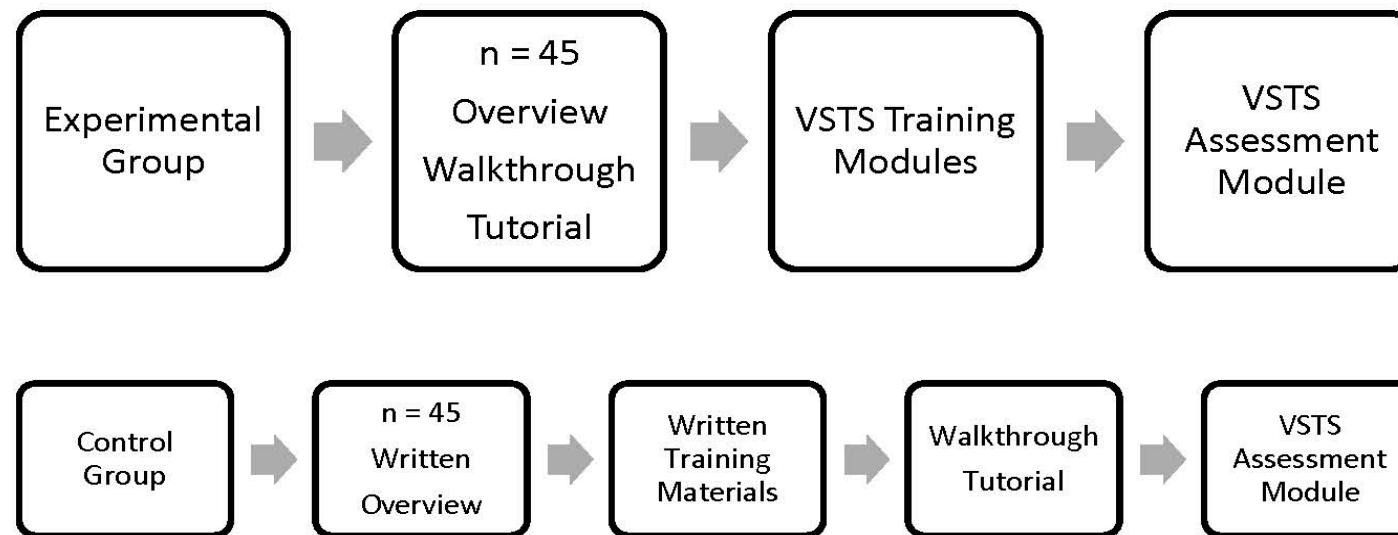 Experimental
Group
n = 45
Overview
Walkthrough
Tutorial
VSTS Training
Modules
VSTS
Assessment
Module
Control
Group
n = 45
Written
Overview
Written
Training
Materials
Walkthrough
Tutorial
VSTS
Assessment
Module